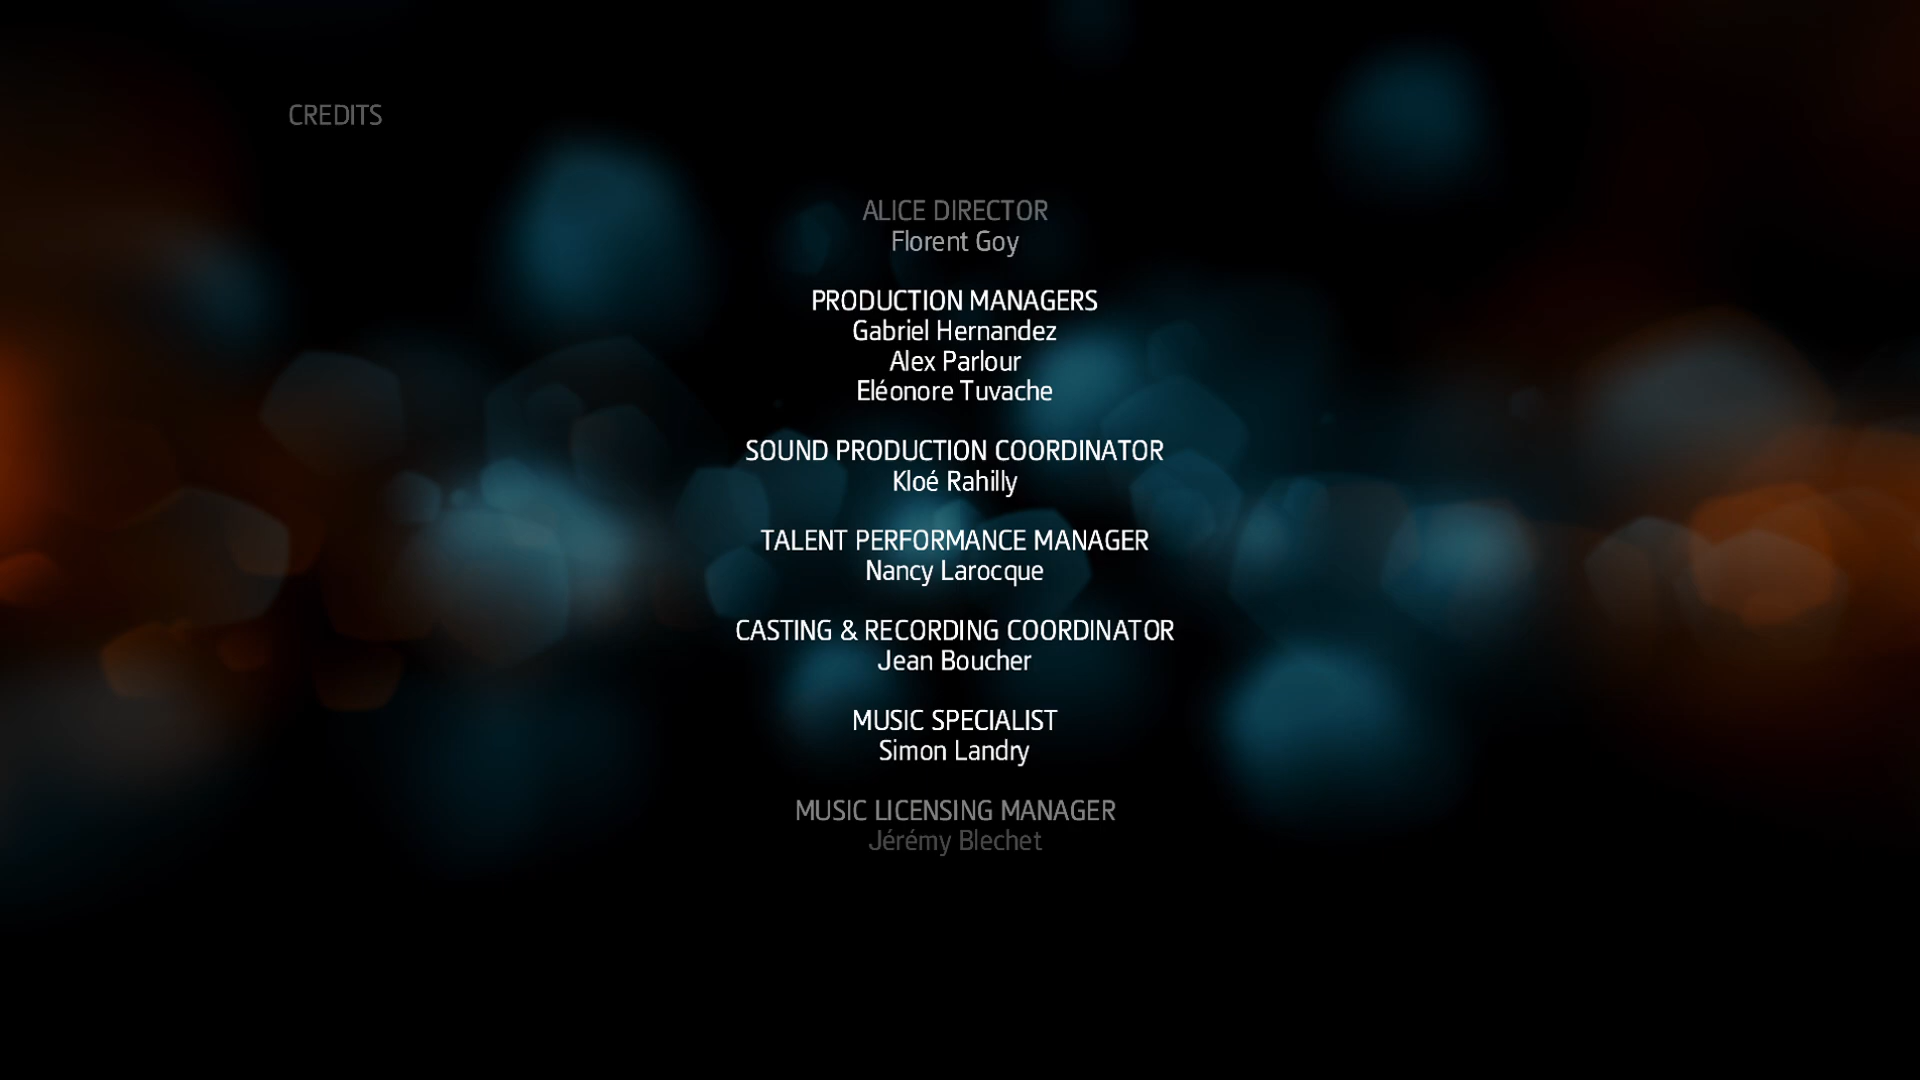 CREDITS
ALICE DIRECTOR
Florent Goy
PRODUCTION MANAGERS
Gabriel Hernandez
Alex Parlour
Eléonore Tuvache
SOUND PRODUCTION COORDINATOR
Kloé Rahilly
TALENT PERFORMANCE MANAGER
Nancy Larocque
CASTING & RECORDING COORDINATOR
Jean Boucher
MUSIC SPECIALIST
Simon Landry
MUSIC LICENSING MANAGER
Jérémy Blechet